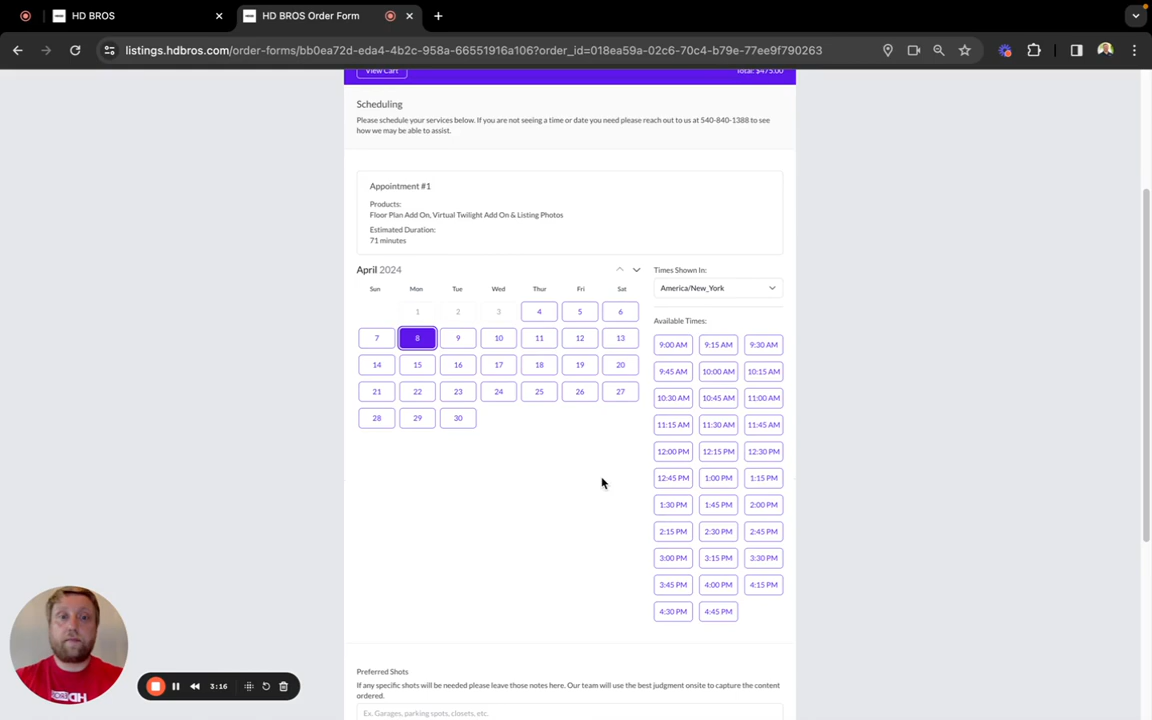 HD BROS
HD BROS Order Form
listings.hdbros.com/order-forms/bb0ea72d-eda4-4b2c-958a-66551916a106?order_id=018ea59a-02c6-70c4-b79e-77ee9f790263
View Cart
Total: $475.00
Scheduling
Please schedule your services below. If you are not seeing a time or date you need please reach out to us at 540-840-1388 to see
how we may be able to assist.
Appointment #1
Products:
Floor Plan Add On, Virtual Twilight Add On & Listing Photos
Estimated Duration:
71 minutes
April 2024
Sun Mon Tue Wed Thur Fri Sat
1 2 3 4 5 6
7 8 9 10 11 12 13
14 15 16 17 18 19 20
21 22 23 24 25 26 27
28 29 30
Times Shown In:
America/New_York
Available Times:
9:00 AM 9:15 AM 9:30 AM
9:45 AM 10:00 AM 10:15 AM
10:30 AM 10:45 AM 11:00 AM
11:15 AM 11:30 AM 11:45 AM
12:00 PM 12:15 PM 12:30 PM
12:45 PM 1:00 PM 1:15 PM
1:30 PM 1:45 PM 2:00 PM
2:15 PM 2:30 PM 2:45 PM
3:00 PM 3:15 PM 3:30 PM
3:45 PM 4:00 PM 4:15 PM
4:30 PM 4:45 PM
Preferred Shots
If any specific shots will be needed please leave those notes here. Our team will use the best judgment onsite to capture the content
ordered.
Ex. Garages, parking spots, closets, etc.
3:16